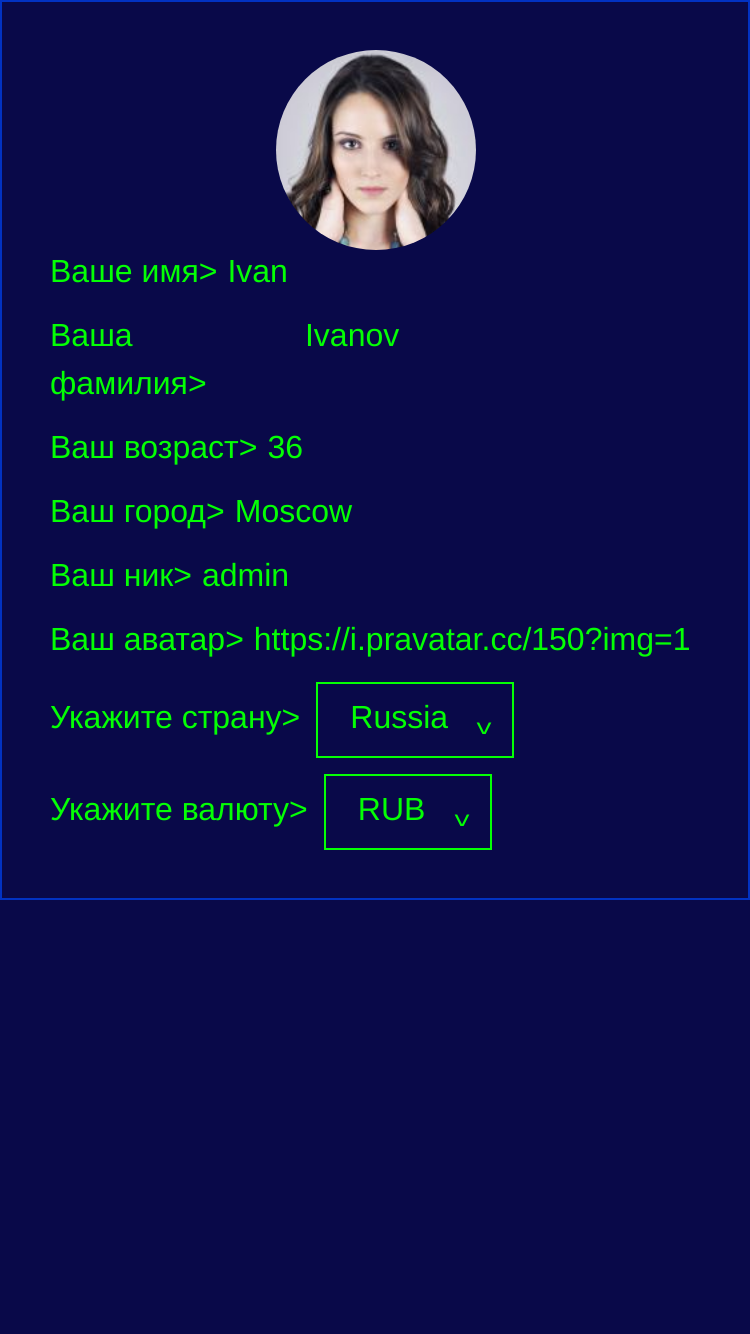 Ваше имя> Ivan
Ваша Ivanov
фамилия>
Ваш возраст> 36
Ваш город> Moscow
Ваш ник> admin
Ваш аватар> https://i.pravatar.cc/150?img=1
Укажите страну> Russia
Укажите валюту> RUB